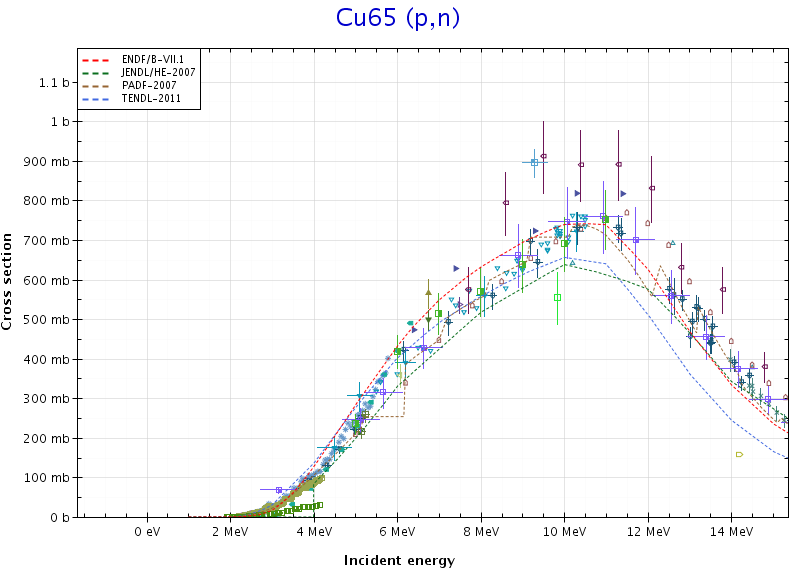 Cu65 (p,n)
ENDF/B-VII.1
JENDL/HE-2007
PADF-2007
TENDL-2011
1.1 b
1 b
900 mb
800 mb
700 mb
600 mb
500 mb
400 mb
300 mb
200 mb
100 mb
0 b
Cross section
0 eV
2 MeV
4 MeV
6 MeV
8 MeV
10 MeV
12 MeV
14 MeV
Incident energy